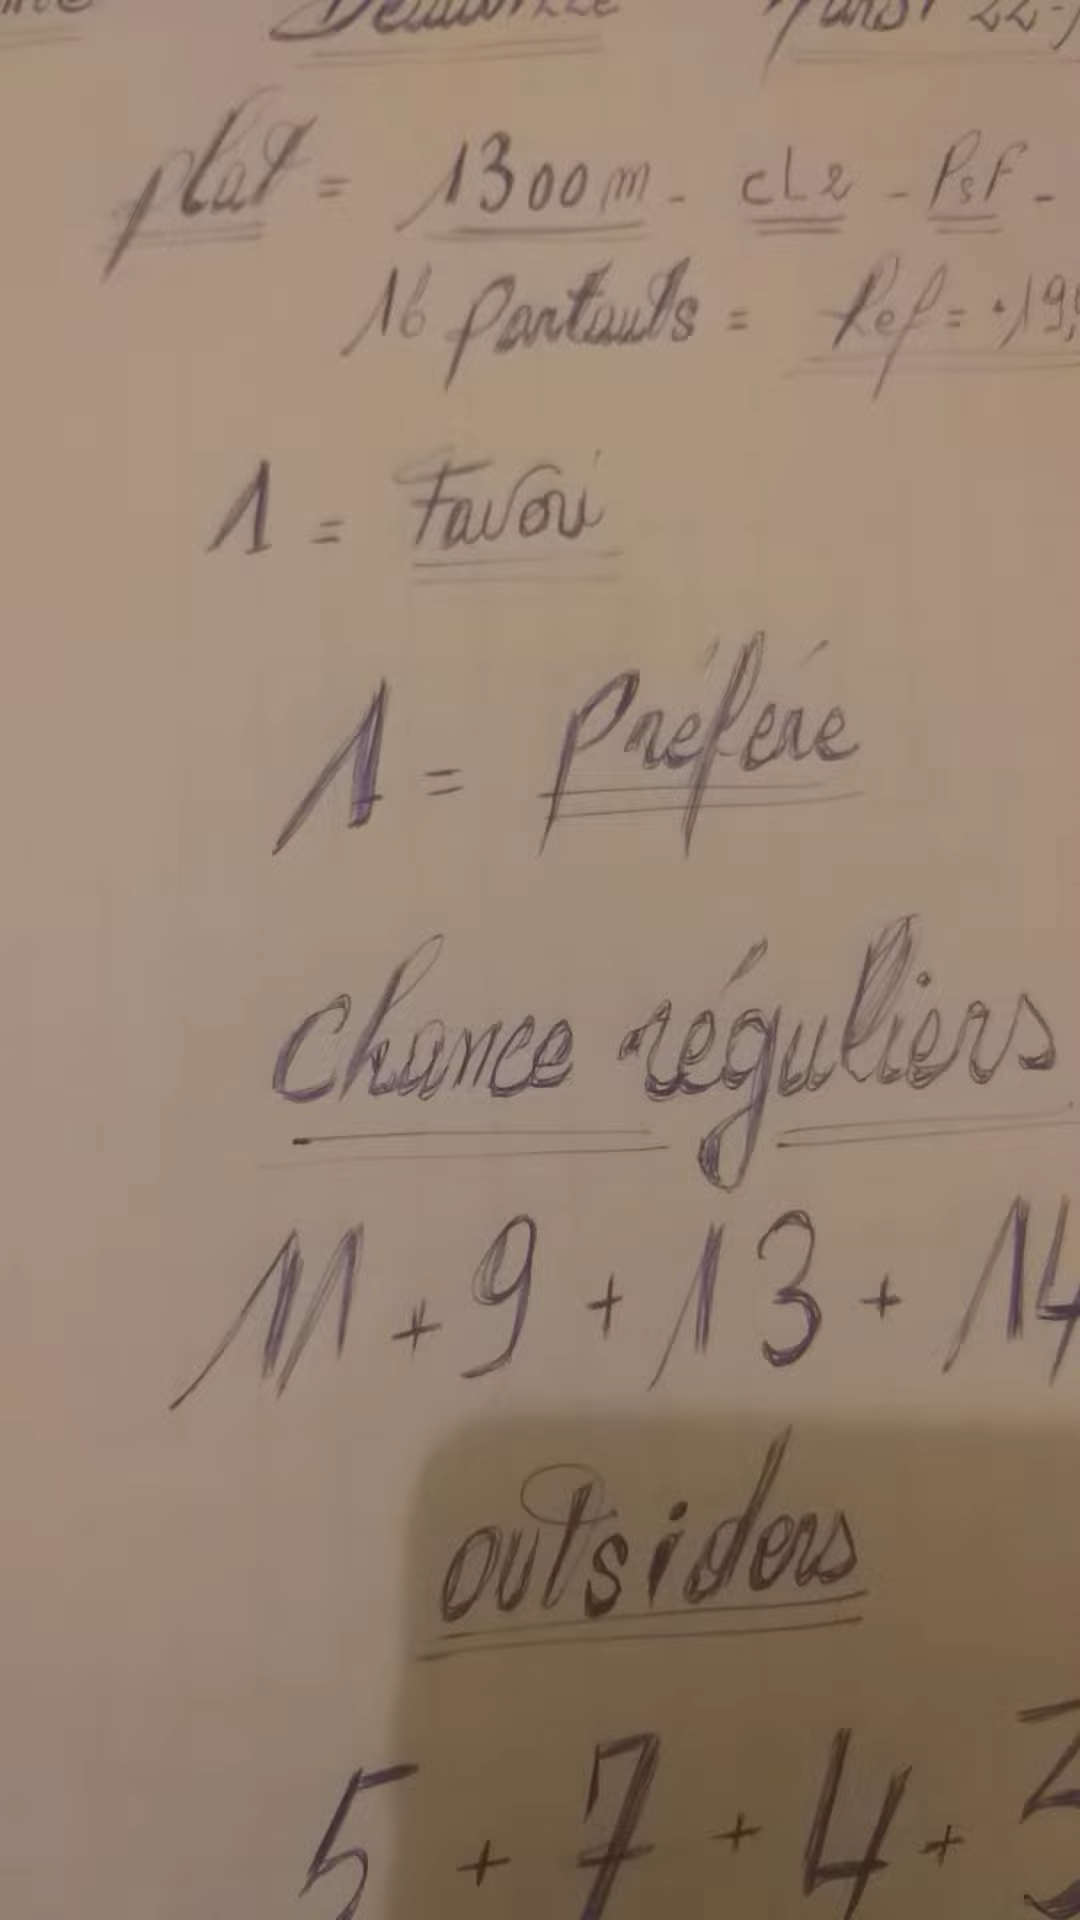 plat = 1300m - cL2 - PSF -
16 Partants = Ref = +19,
1 = Favori
1 = Préféré
Chance réguliers
11 + 9 + 13 + 14
outsiders
5 + 7 + 4 + 3